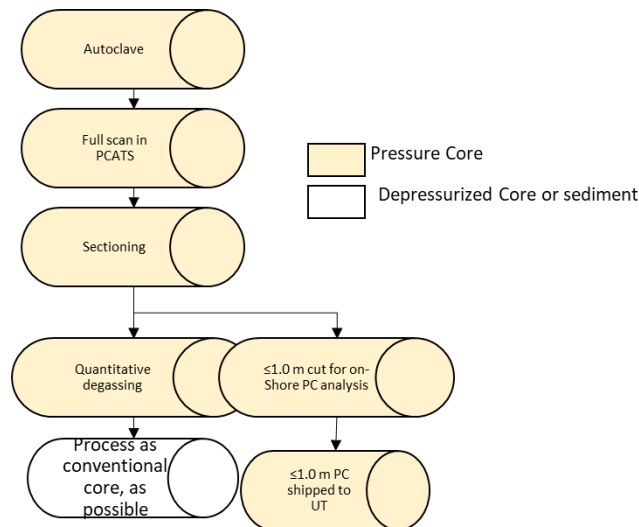 Autoclave
Full scan in
PCATS
Pressure Core
Depressurized Core or sediment
Sectioning
Quantitative
degassing
≤1.0 m cut for on-
Shore PC analysis
Process as
conventional
core, as
possible
≤1.0 m PC
shipped to
UT